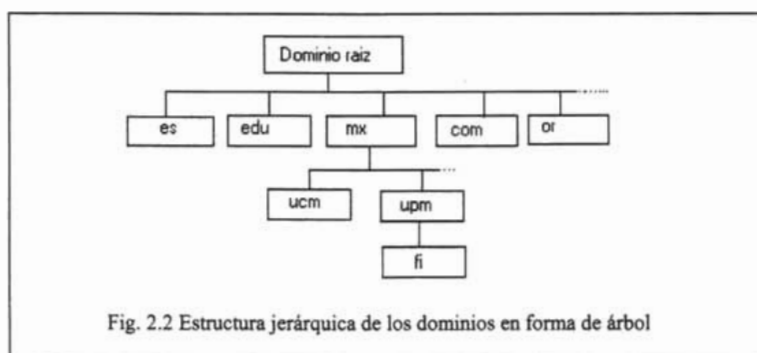 Dominio raiz
es edu mx com or
ucm upm
fi
Fig. 2.2 Estructura jerárquica de los dominios en forma de árbol